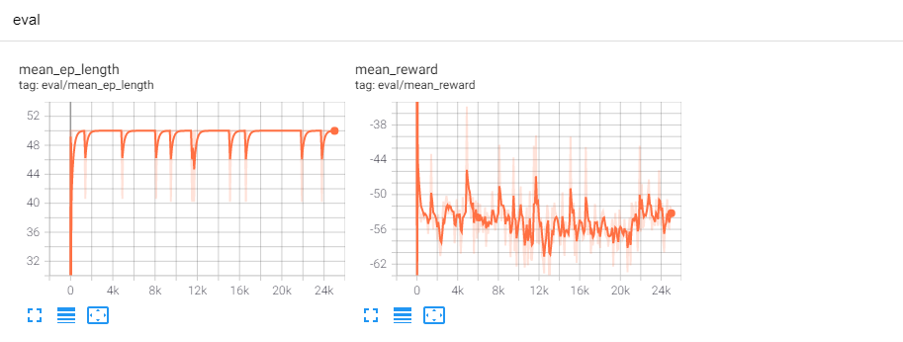 eval
mean_ep_length
tag: eval/mean_ep_length
52
48
44
40
36
32
0 4k 8k 12k 16k 20k 24k
mean_reward
tag: eval/mean_reward
-38
-44
-50
-56
-62
0 4k 8k 12k 16k 20k 24k